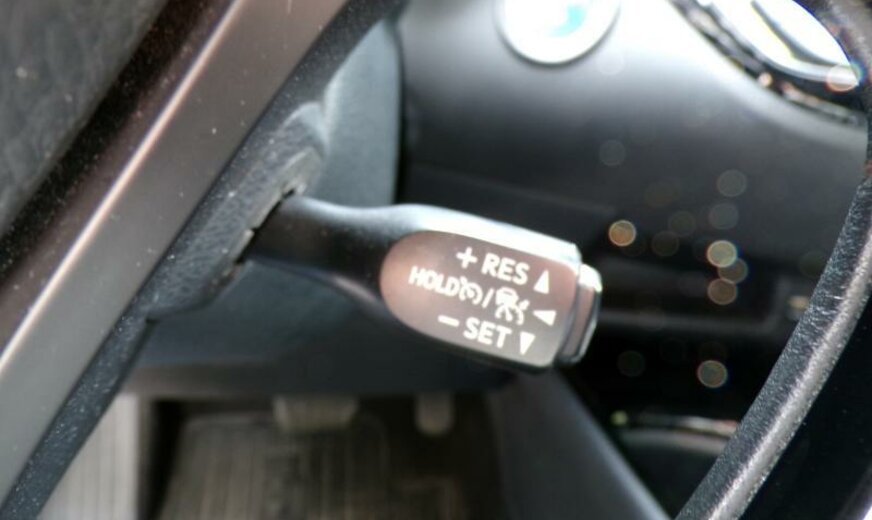 + RES ▲
HOLD / ◀
− SET ▼